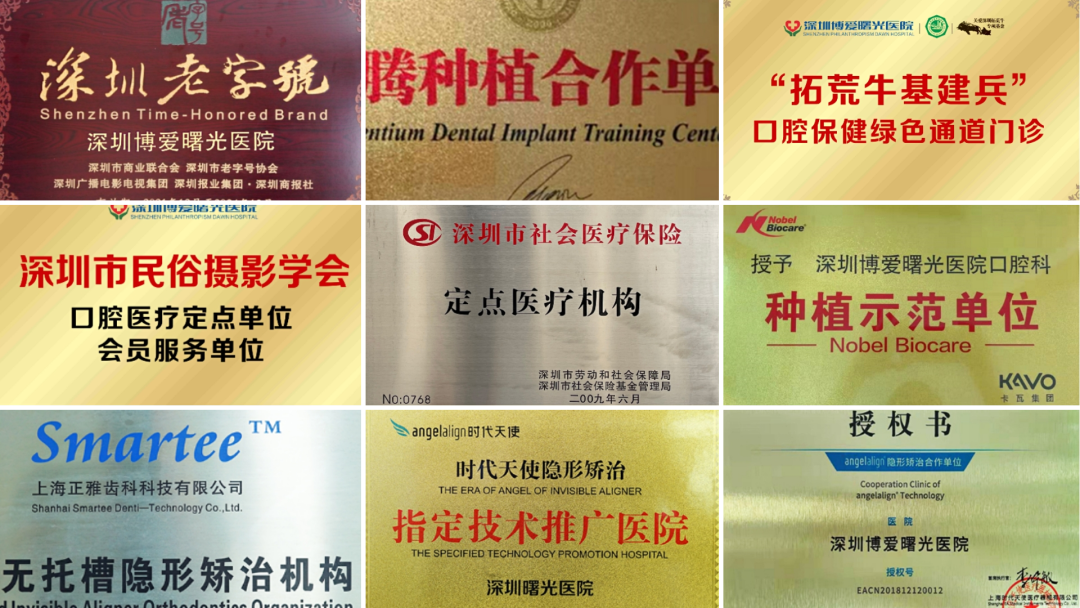 老字号
深圳老字號
Shenzhen Time-Honored Brand
深圳博爱曙光医院
深圳市商业联合会 深圳市老字号协会
深圳广播电影电视集团 深圳报业集团·深圳商报社
腾种植合作单
entium Dental Implant Training Cent
深圳博爱曙光医院
SHENZHEN PHILANTHROPISM DAWN HOSPITAL
“拓荒牛基建兵”
口腔保健绿色通道门诊
深圳博爱曙光医院
SHENZHEN PHILANTHROPISM DAWN HOSPITAL
深圳市民俗摄影学会
口腔医疗定点单位
会员服务单位
深圳市社会医疗保险
定点医疗机构
深圳市劳动和社会保障局
深圳市社会保险基金管理局
NO:0768
二00九年六月
Nobel
Biocare
授予 深圳博爱曙光医院口腔科
种植示范单位
Nobel Biocare
KAVO
卡瓦集团
Smartee TM
上海正雅齿科科技有限公司
Shanhai Smartee Denti—Technology Co.,Ltd.
无托槽隐形矫治机构
d Invisible Aligner Orthodontics Organization
angelalign时代天使
时代天使隐形矫治
THE ERA OF ANGEL OF INVISIBLE ALIGNER
指定技术推广医院
THE SPECIFIED TECHNOLOGY PROMOTION HOSPITAL
深圳曙光医院
授权书
angelalign 隐形矫治合作单位
Cooperation Clinic of
angelalign® Technology
医院
深圳博爱曙光医院
授权号
EACN201812120012